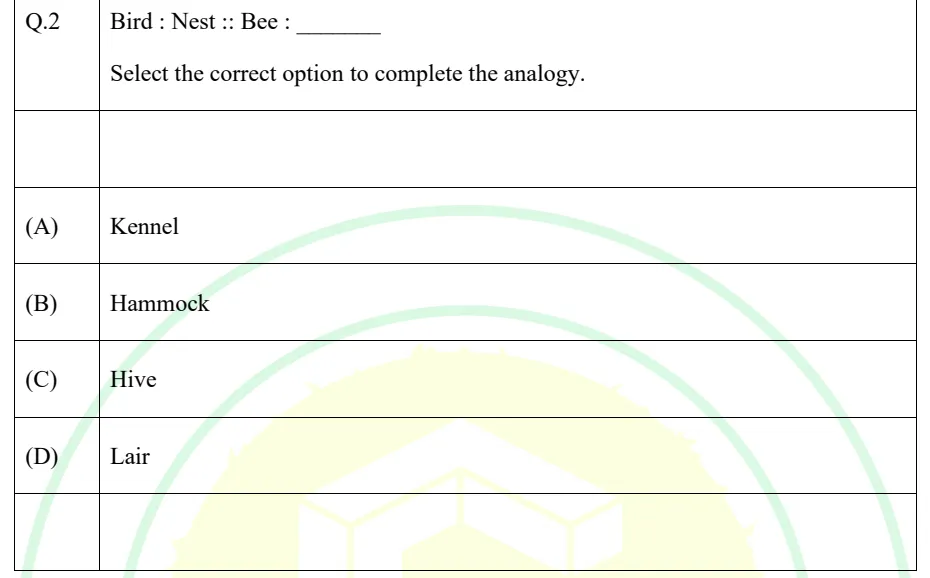 Q.2 Bird : Nest :: Bee : _______
Select the correct option to complete the analogy.
(A) Kennel
(B) Hammock
(C) Hive
(D) Lair